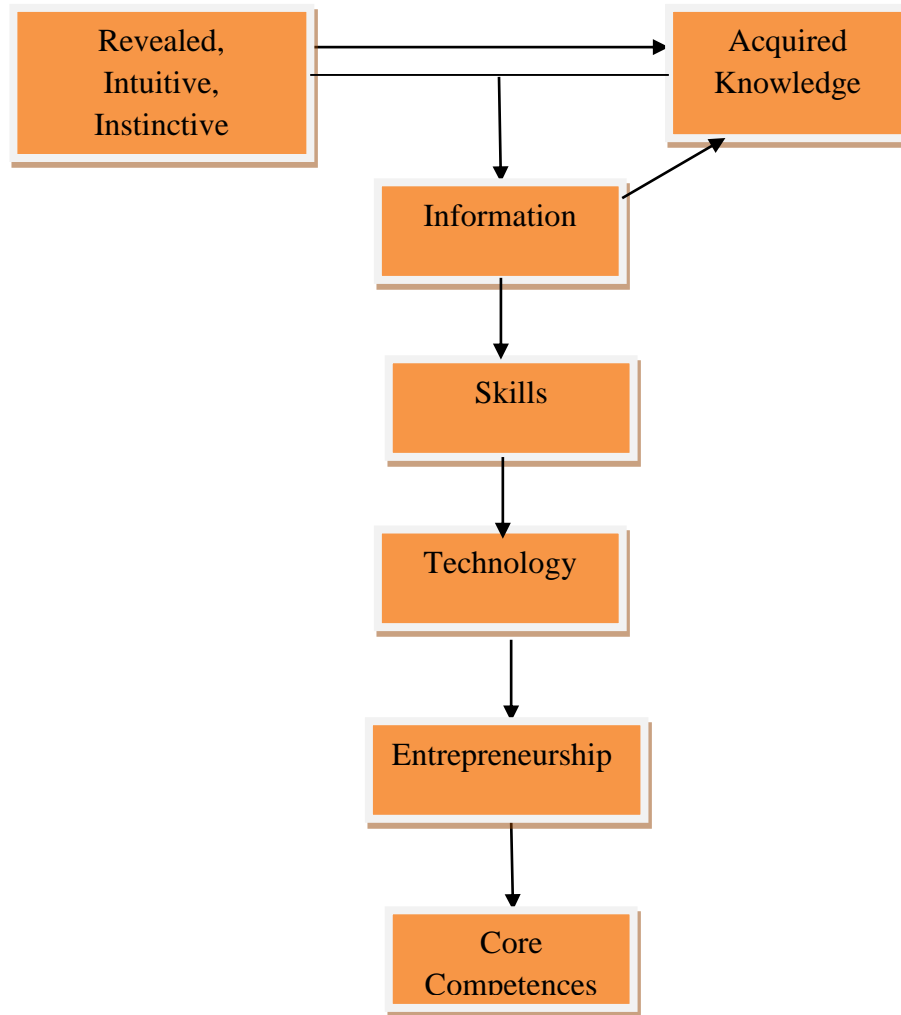 Revealed,
Intuitive,
Instinctive
Acquired
Knowledge
Information
Skills
Technology
Entrepreneurship
Core
Competences